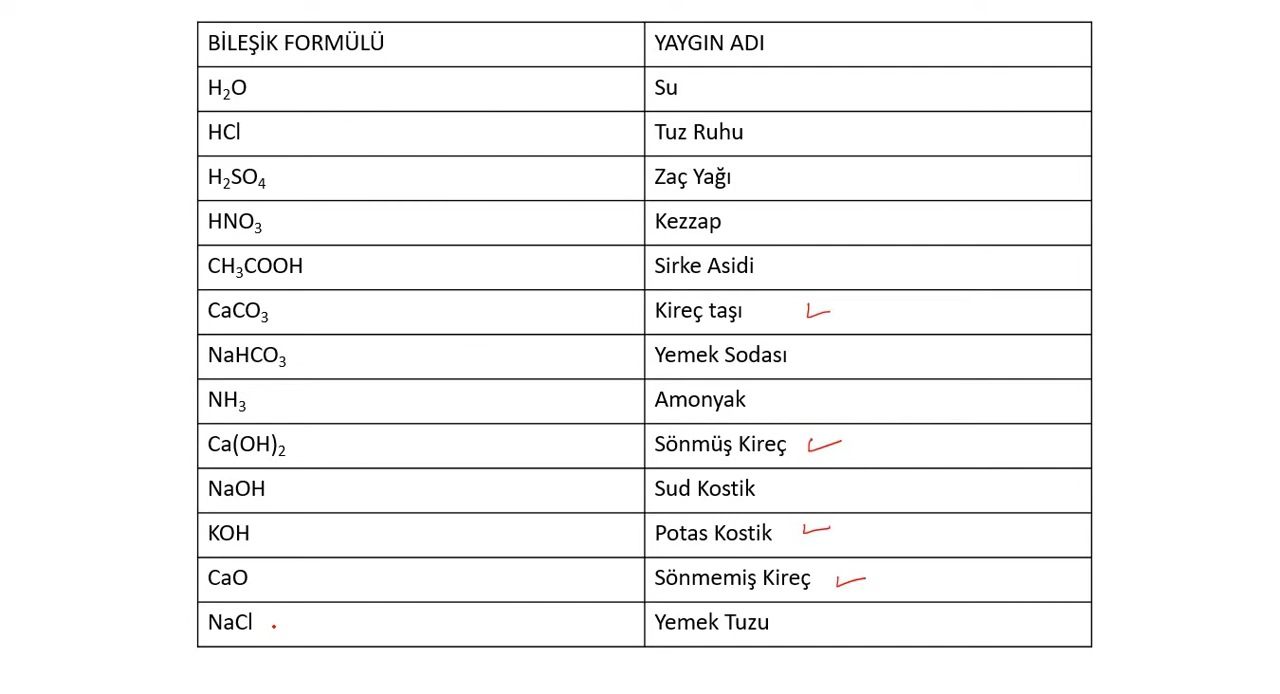 BİLEŞİK FORMÜLÜ YAYGIN ADI
H₂O Su
HCl Tuz Ruhu
H₂SO₄ Zaç Yağı
HNO₃ Kezzap
CH₃COOH Sirke Asidi
CaCO₃ Kireç taşı
NaHCO₃ Yemek Sodası
NH₃ Amonyak
Ca(OH)₂ Sönmüş Kireç
NaOH Sud Kostik
KOH Potas Kostik
CaO Sönmemiş Kireç
NaCl Yemek Tuzu